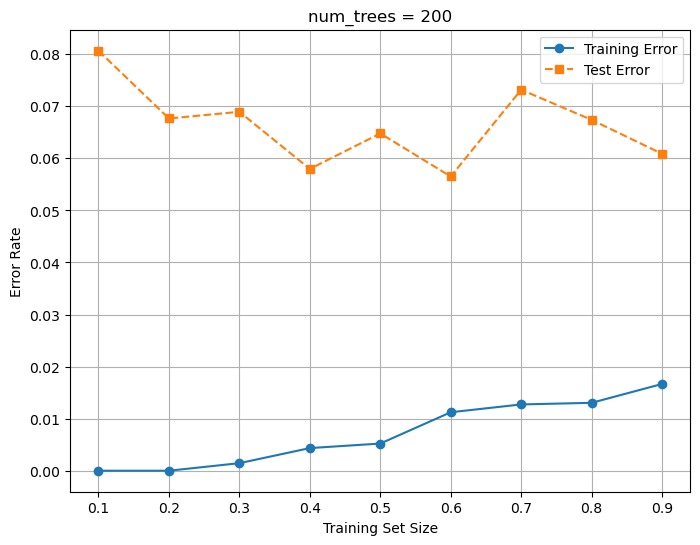 num_trees = 200
Training Error
Test Error
Error Rate
0.08
0.07
0.06
0.05
0.04
0.03
0.02
0.01
0.00
0.1 0.2 0.3 0.4 0.5 0.6 0.7 0.8 0.9
Training Set Size